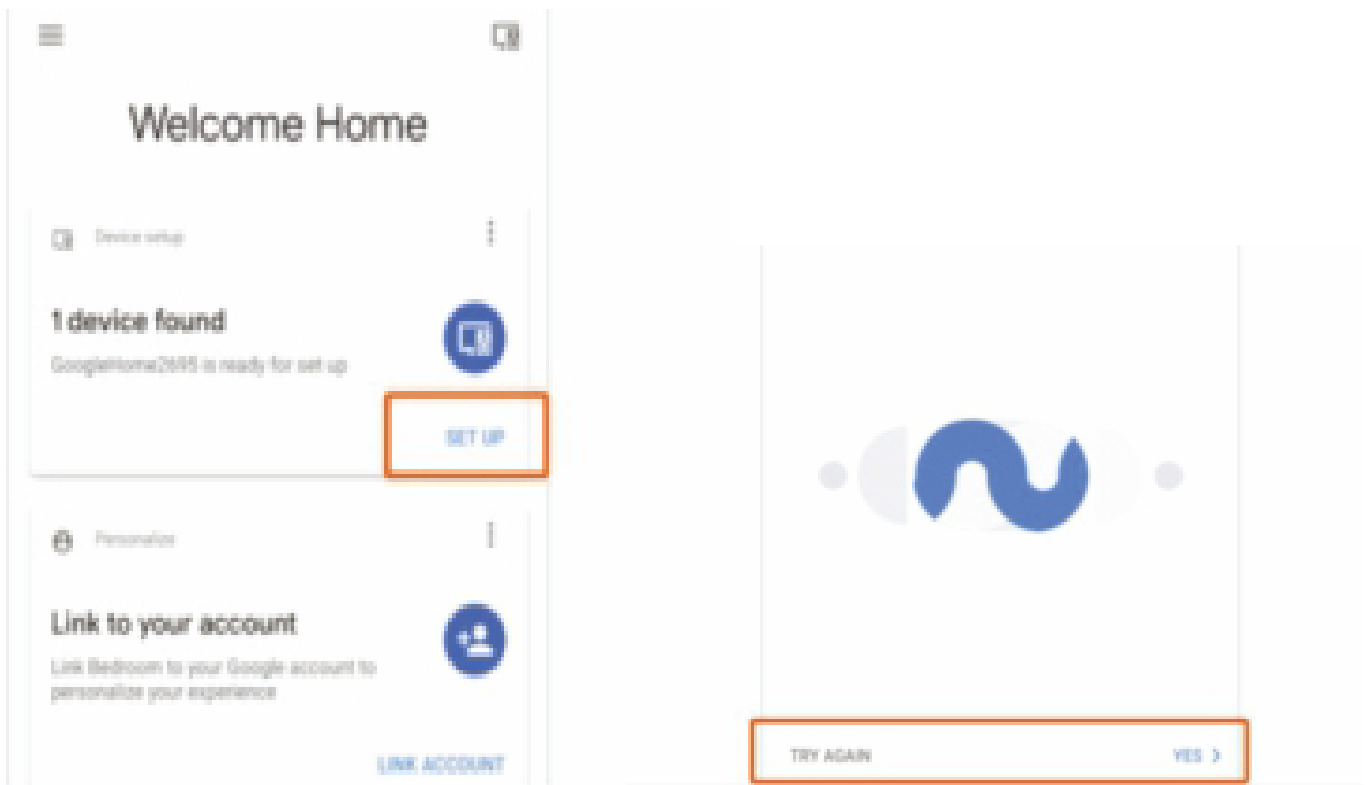 Welcome Home
Device setup
1 device found
GoogleHome2695 is ready for set up
SET UP
Personalize
Link to your account
Link Bedroom to your Google account to
personalize your experience
LINK ACCOUNT
TRY AGAIN
YES